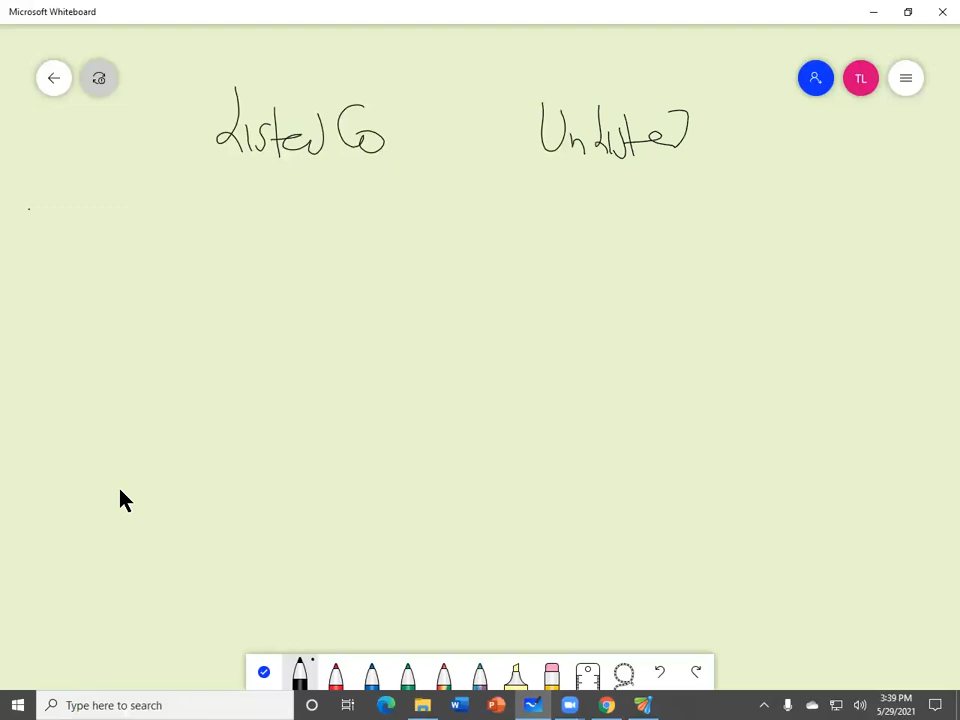 Microsoft Whiteboard
TL
Listed Co
UnListed
Type here to search
3:39 PM
5/29/2021